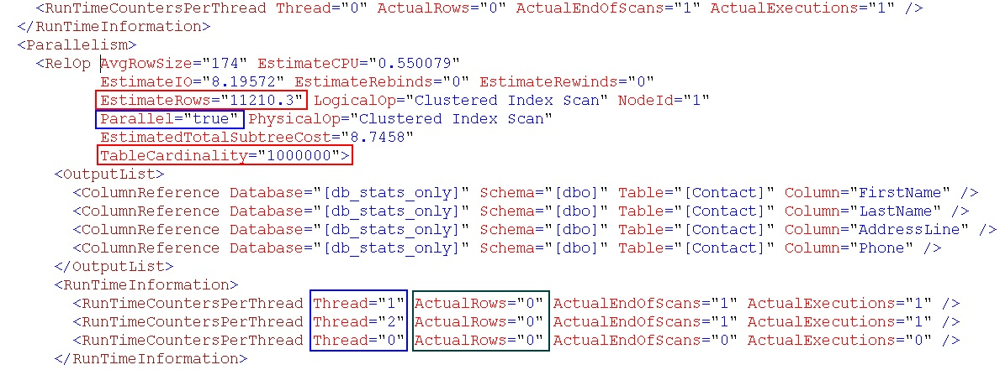 <RunTimeCountersPerThread Thread="0" ActualRows="0" ActualEndOfScans="1" ActualExecutions="1" />
</RunTimeInformation>
<Parallelism>
<RelOp AvgRowSize="174" EstimateCPU="0.550079"
EstimateIO="8.19572" EstimateRebinds="0" EstimateRewinds="0"
EstimateRows="11210.3" LogicalOp="Clustered Index Scan" NodeId="1"
Parallel="true" PhysicalOp="Clustered Index Scan"
EstimatedTotalSubtreeCost="8.7458"
TableCardinality="1000000">
<OutputList>
<ColumnReference Database="[db_stats_only]" Schema="[dbo]" Table="[Contact]" Column="FirstName" />
<ColumnReference Database="[db_stats_only]" Schema="[dbo]" Table="[Contact]" Column="LastName" />
<ColumnReference Database="[db_stats_only]" Schema="[dbo]" Table="[Contact]" Column="AddressLine" />
<ColumnReference Database="[db_stats_only]" Schema="[dbo]" Table="[Contact]" Column="Phone" />
</OutputList>
<RunTimeInformation>
<RunTimeCountersPerThread Thread="1" ActualRows="0" ActualEndOfScans="1" ActualExecutions="1" />
<RunTimeCountersPerThread Thread="2" ActualRows="0" ActualEndOfScans="1" ActualExecutions="1" />
<RunTimeCountersPerThread Thread="0" ActualRows="0" ActualEndOfScans="0" ActualExecutions="0" />
</RunTimeInformation>